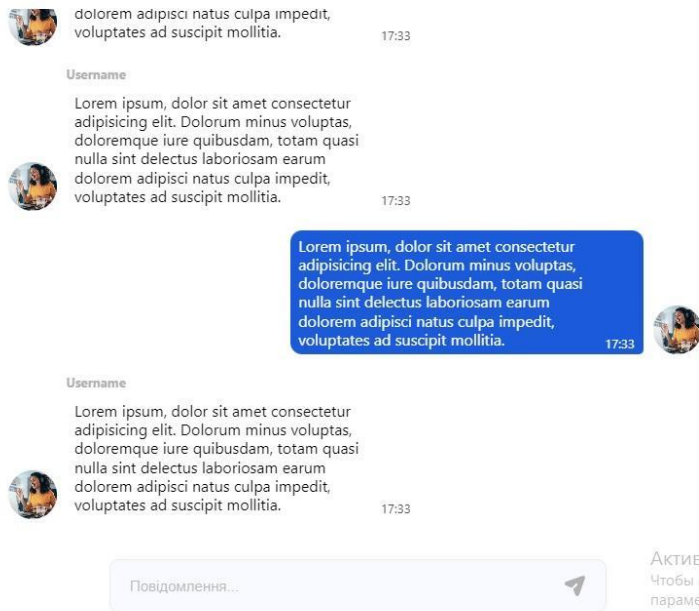 dolorem adipisci natus culpa impedit,
voluptates ad suscipit mollitia.
17:33
Username
Lorem ipsum, dolor sit amet consectetur
adipisicing elit. Dolorum minus voluptas,
doloremque iure quibusdam, totam quasi
nulla sint delectus laboriosam earum
dolorem adipisci natus culpa impedit,
voluptates ad suscipit mollitia.
17:33
Lorem ipsum, dolor sit amet consectetur
adipisicing elit. Dolorum minus voluptas,
doloremque iure quibusdam, totam quasi
nulla sint delectus laboriosam earum
dolorem adipisci natus culpa impedit,
voluptates ad suscipit mollitia.
17:33
Username
Lorem ipsum, dolor sit amet consectetur
adipisicing elit. Dolorum minus voluptas,
doloremque iure quibusdam, totam quasi
nulla sint delectus laboriosam earum
dolorem adipisci natus culpa impedit,
voluptates ad suscipit mollitia.
17:33
Повідомлення...
Чтобы